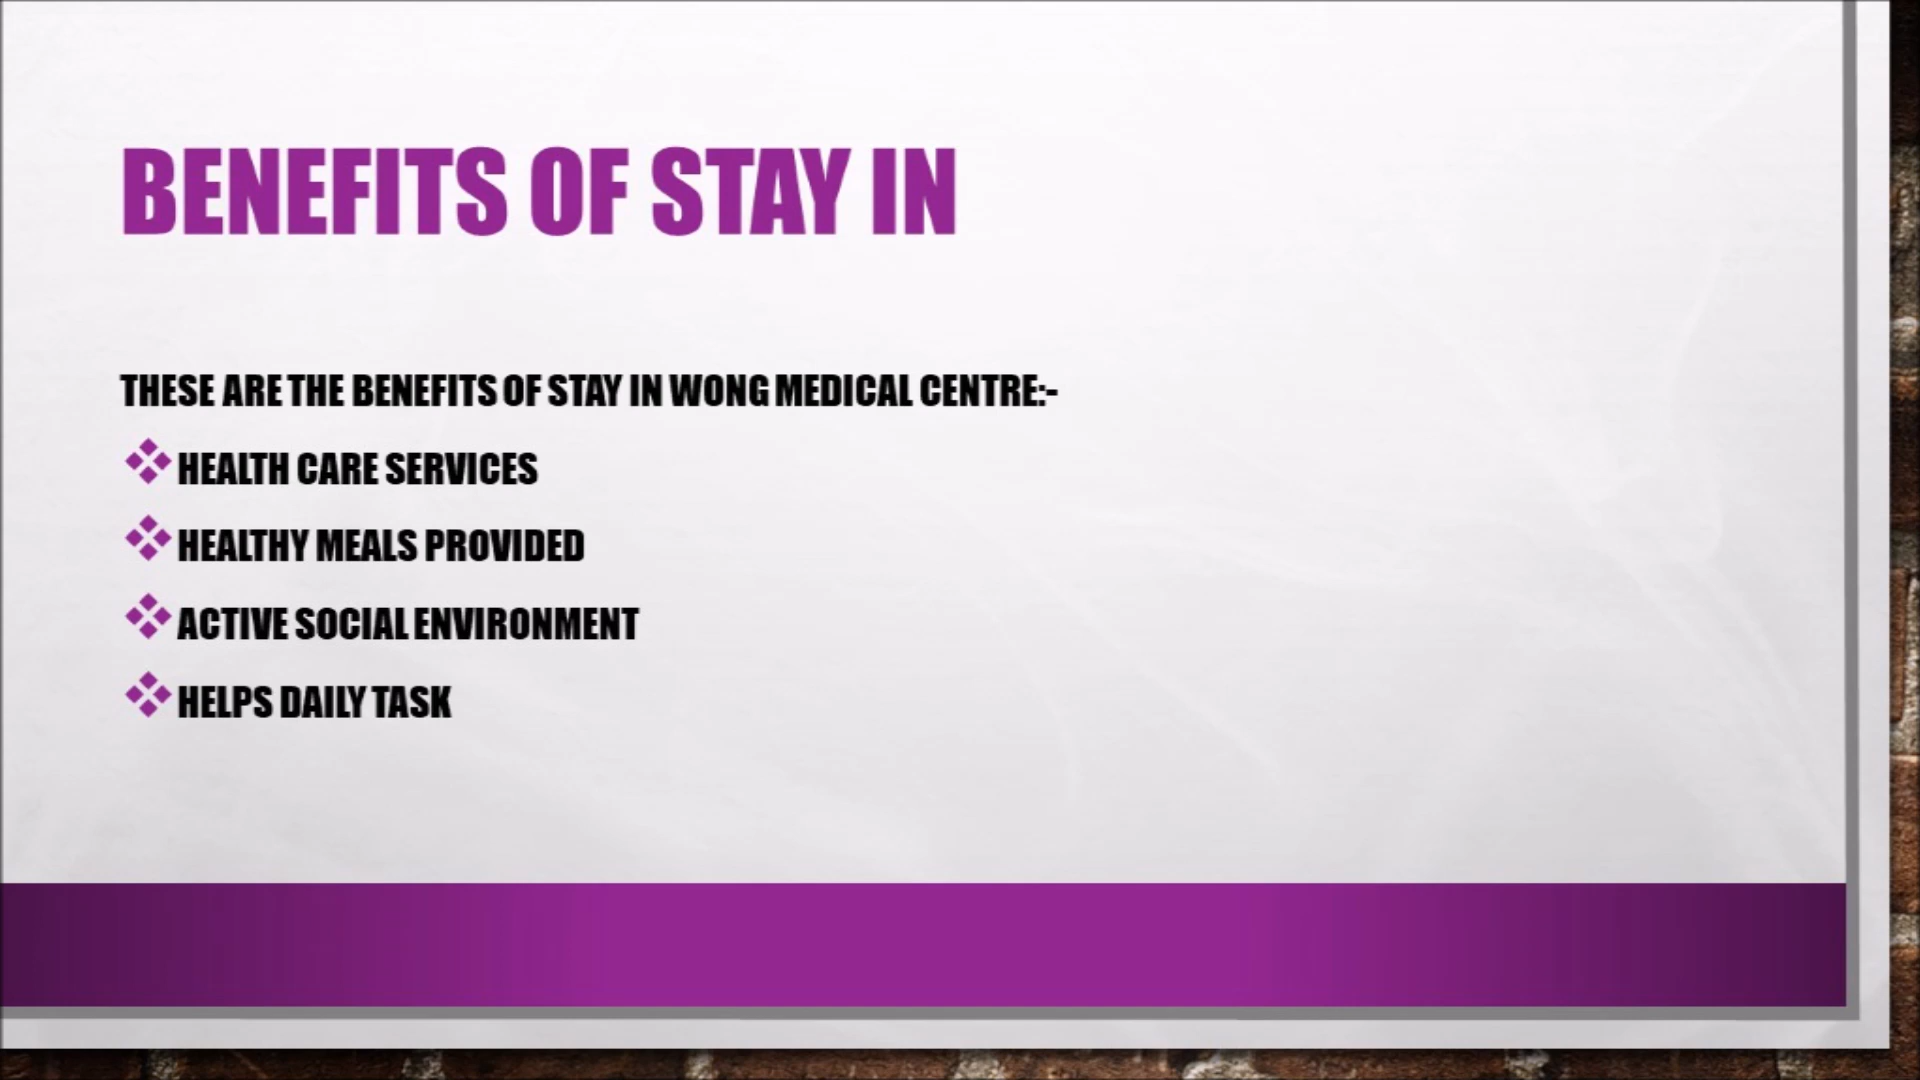 BENEFITS OF STAY IN
THESE ARE THE BENEFITS OF STAY IN WONG MEDICAL CENTRE:-
HEALTH CARE SERVICES
HEALTHY MEALS PROVIDED
ACTIVE SOCIAL ENVIRONMENT
HELPS DAILY TASK